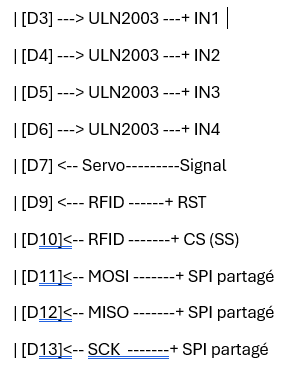 | [D3] ---> ULN2003 ---+ IN1 |
| [D4] ---> ULN2003 ---+ IN2
| [D5] ---> ULN2003 ---+ IN3
| [D6] ---> ULN2003 ---+ IN4
| [D7] <-- Servo---------Signal
| [D9] <--- RFID ------+ RST
| [D10]<-- RFID -------+ CS (SS)
| [D11]<-- MOSI -------+ SPI partagé
| [D12]<-- MISO -------+ SPI partagé
| [D13]<-- SCK -------+ SPI partagé